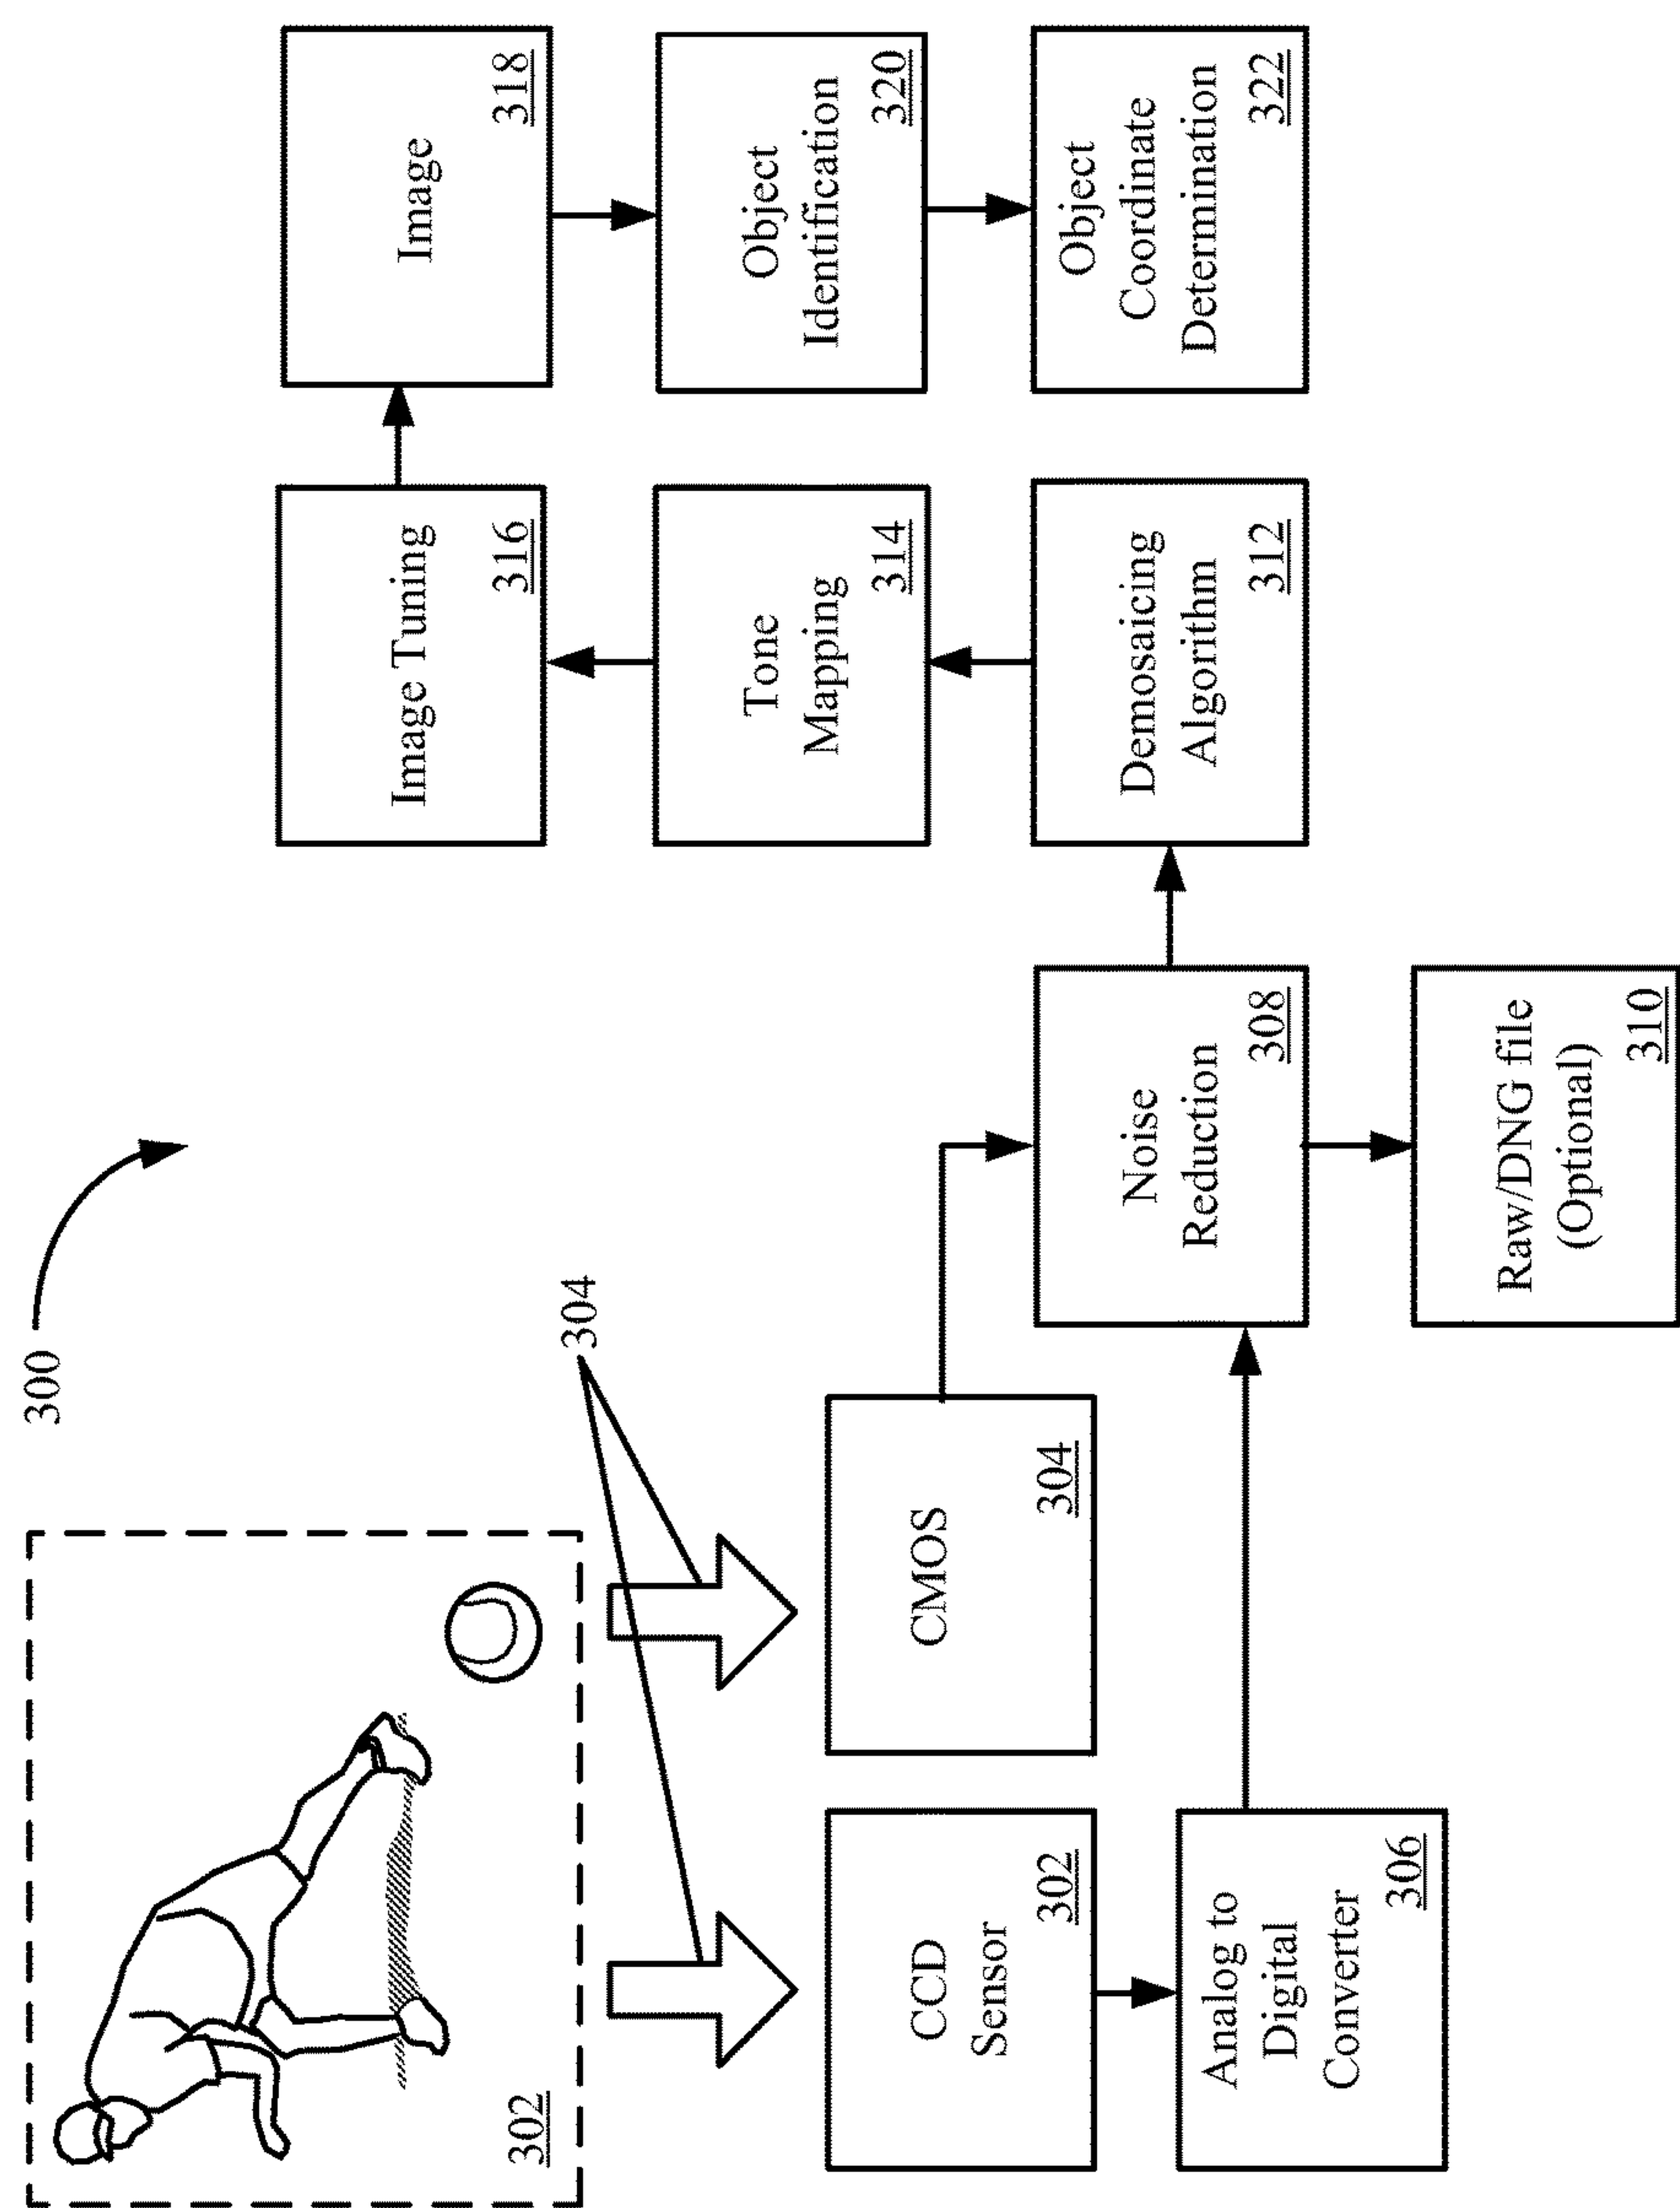 300
302
304
CCD
Sensor
302
CMOS
304
Analog to
Digital
Converter
306
Noise
Reduction
308
Raw/DNG file
(Optional)
310
Demosaicing
Algorithm
312
Tone
Mapping
314
Image Tuning
316
Image
318
Object
Identification
320
Object
Coordinate
Determination
322